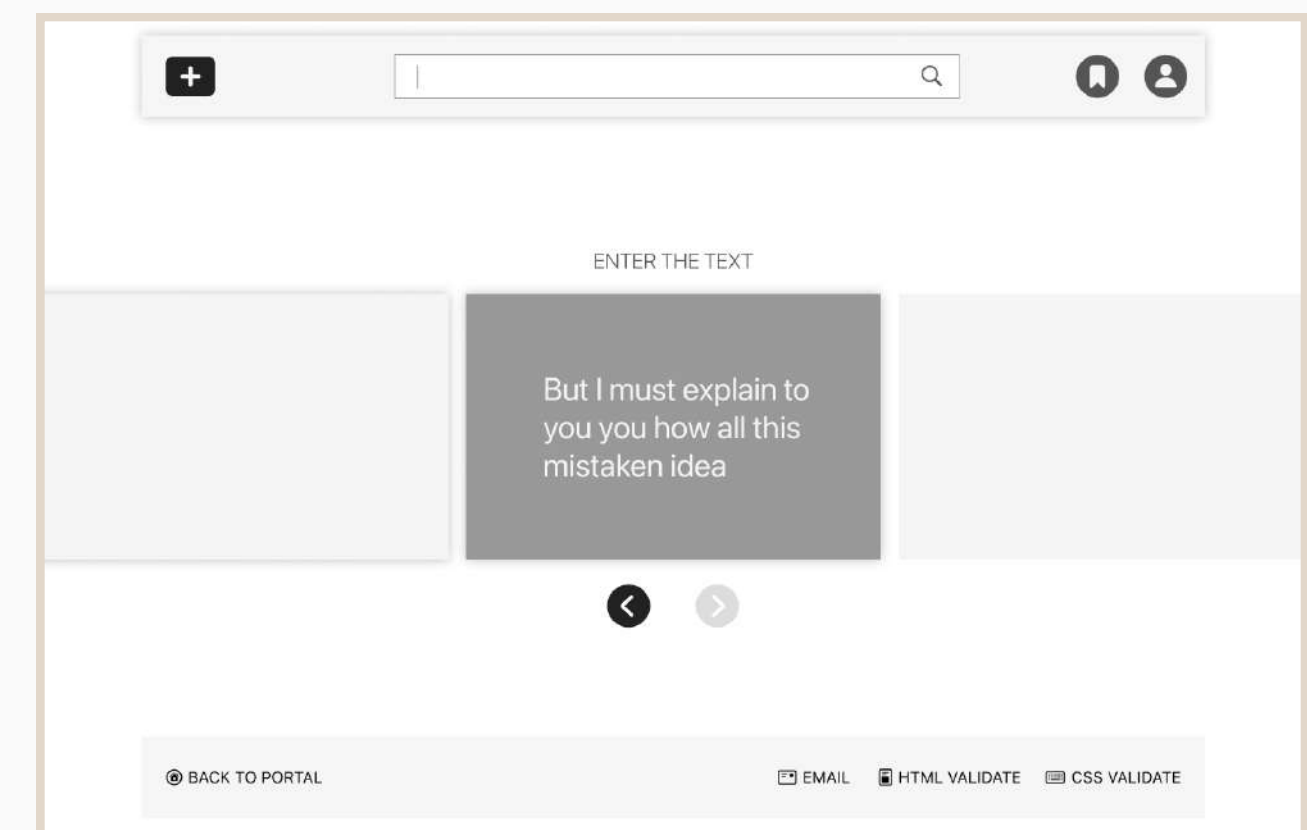 ENTER THE TEXT
But I must explain to
you you how all this
mistaken idea
BACK TO PORTAL
EMAIL
HTML VALIDATE
CSS VALIDATE